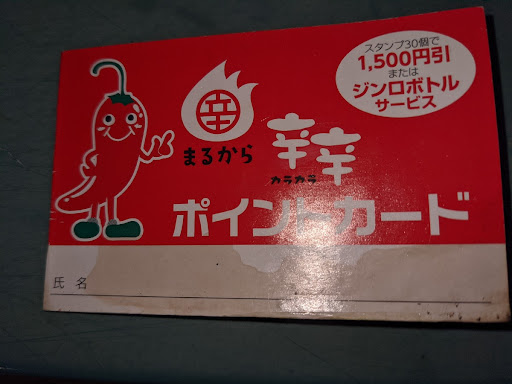 スタンプ30個で
1,500円引
または
ジンロボトル
サービス
辛
まるから
辛辛
カラカラ
ポイントカード
氏名